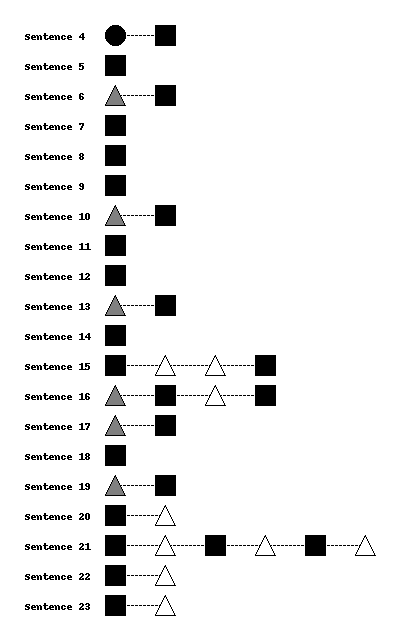 Sentence 4
Sentence 5
Sentence 6
Sentence 7
Sentence 8
Sentence 9
Sentence 10
Sentence 11
Sentence 12
Sentence 13
Sentence 14
Sentence 15
Sentence 16
Sentence 17
Sentence 18
Sentence 19
Sentence 20
Sentence 21
Sentence 22
Sentence 23